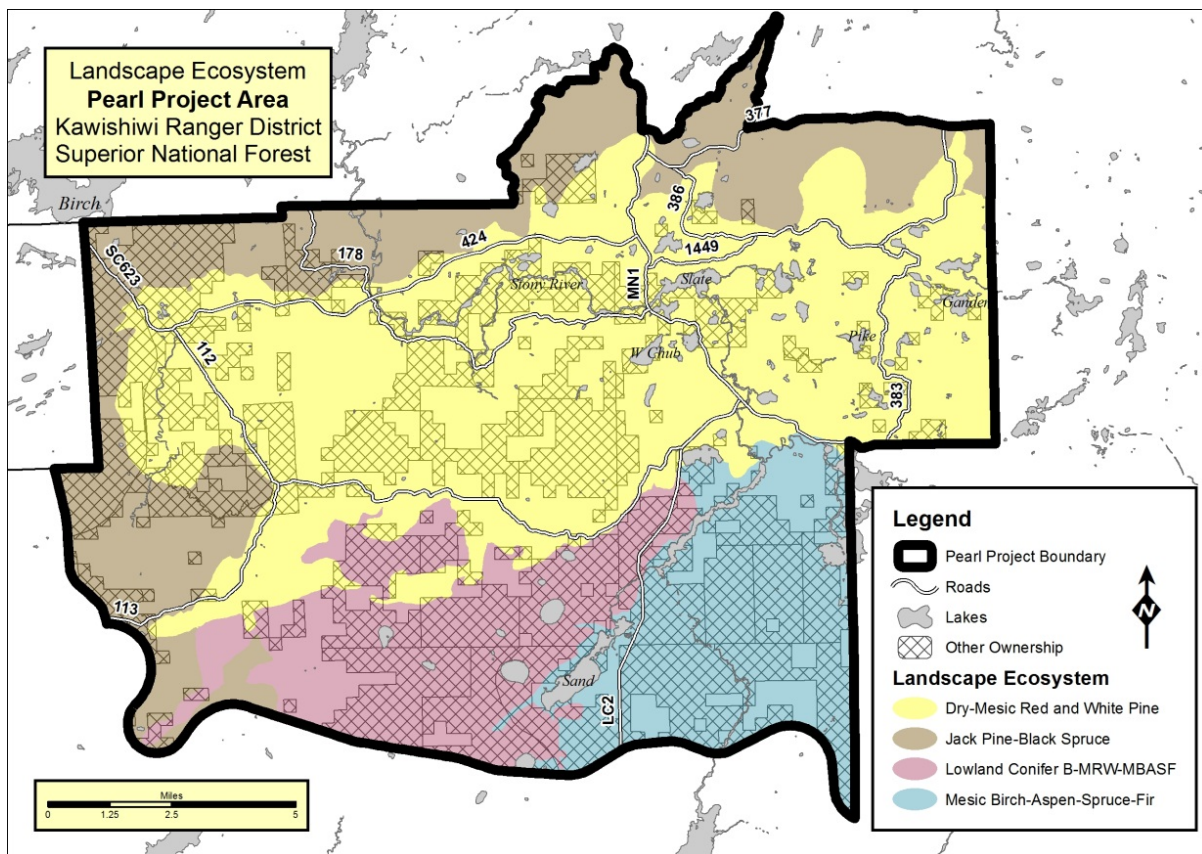 Landscape Ecosystem
Pearl Project Area
Kawishiwi Ranger District
Superior National Forest
377
Birch
386
SC623
178
424
1449
Stony River
MN1
Slate
Gander
112
W Chub
Pike
383
113
Sand
LC2
Legend
Pearl Project Boundary
Roads
Lakes
Other Ownership
N
Landscape Ecosystem
Dry-Mesic Red and White Pine
Jack Pine-Black Spruce
Lowland Conifer B-MRW-MBASF
Mesic Birch-Aspen-Spruce-Fir
Miles
0 1.25 2.5 5